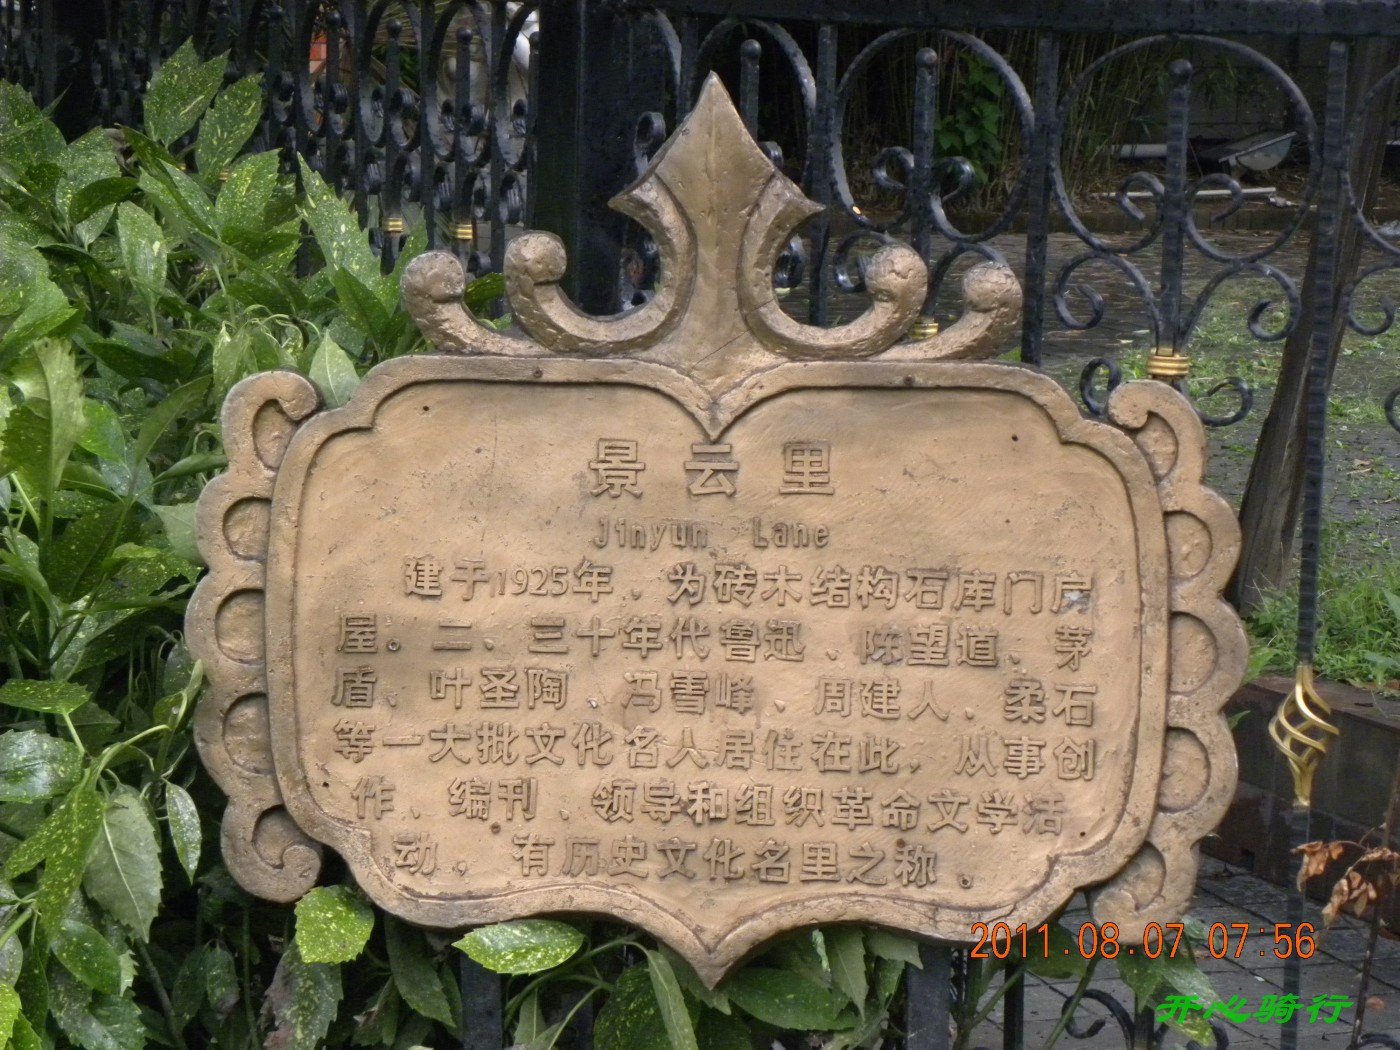 景云里
Jinyun Lane
建于1925年，为砖木结构石库门户
屋。二、三十年代鲁迅、陈望道、茅
盾、叶圣陶、冯雪峰、周建人、柔石
等一大批文化名人居住在此，从事创
作、编刊、领导和组织革命文学活
动，有历史文化名里之称。
2011.08.07 07:56
开心骑行